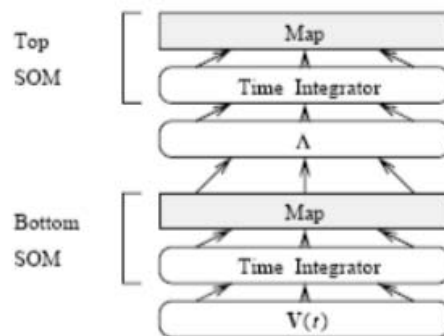 Top
SOM
Map
Time Integrator
Λ
Bottom
SOM
Map
Time Integrator
V(t)